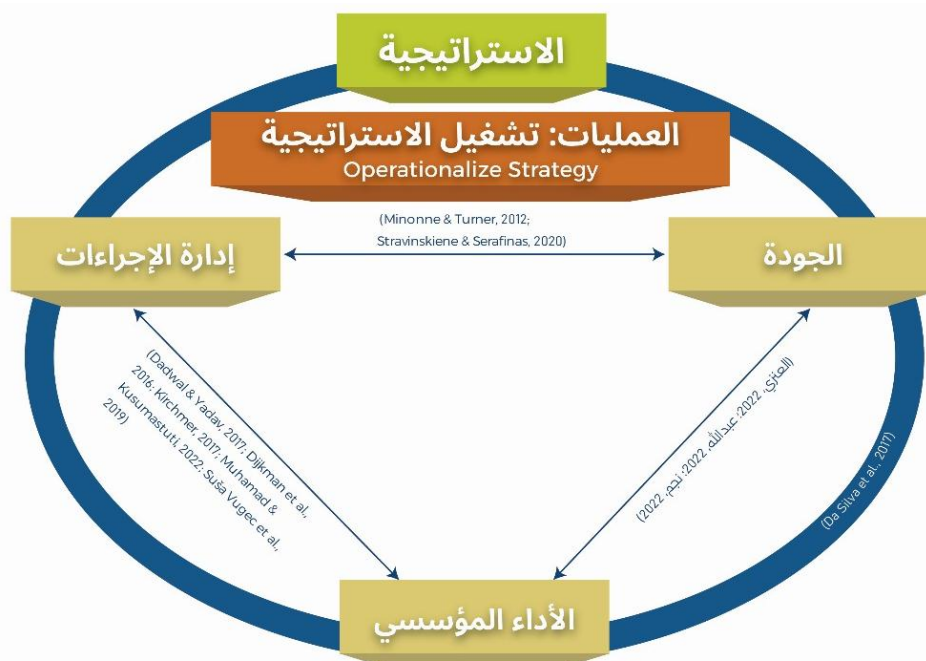 الاستراتيجية
العمليات: تشغيل الاستراتيجية
Operationalize Strategy
(Minonne & Turner, 2012;
Stravinskiene & Serafinas, 2020)
إدارة الإجراءات
الجودة
(Dadwal & Yadav, 2017; Dijkman et al.,
2016; Kirchmer, 2017; Muhamad &
Kusumastuti, 2022; Suša Vugec et al.,
2019)
(العنزي، 2022؛ عبدالله، 2022؛ نجم، 2022)
(Da Silva et al., 2017)
الأداء المؤسسي